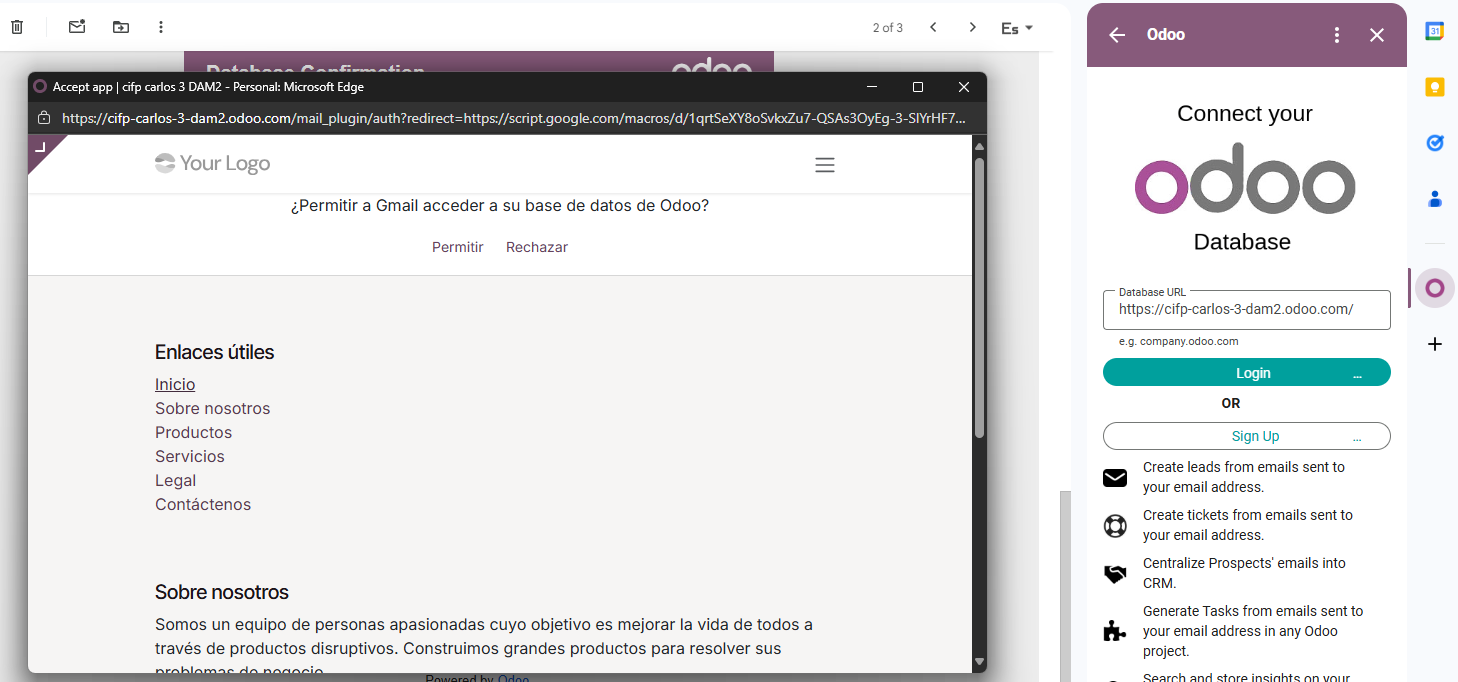 2 of 3
Es
Database Confirmation
odoo
Accept app | cifp carlos 3 DAM2 - Personal: Microsoft Edge
https://cifp-carlos-3-dam2.odoo.com/mail_plugin/auth?redirect=https://script.google.com/macros/d/1qrtSeXY8oSvkxZu7-QSAs3OyEg-3-SlYrHF7...
Your Logo
¿Permitir a Gmail acceder a su base de datos de Odoo?
Permitir Rechazar
Enlaces útiles
Inicio
Sobre nosotros
Productos
Servicios
Legal
Contáctenos
Sobre nosotros
Somos un equipo de personas apasionadas cuyo objetivo es mejorar la vida de todos a
través de productos disruptivos. Construimos grandes productos para resolver sus
problemas de negocio.
Powered by Odoo
Odoo
Connect your
odoo
Database
Database URL
https://cifp-carlos-3-dam2.odoo.com/
e.g. company.odoo.com
Login ...
OR
Sign Up ...
Create leads from emails sent to
your email address.
Create tickets from emails sent to
your email address.
Centralize Prospects' emails into
CRM.
Generate Tasks from emails sent to
your email address in any Odoo
project.
Search and store insights on your
31